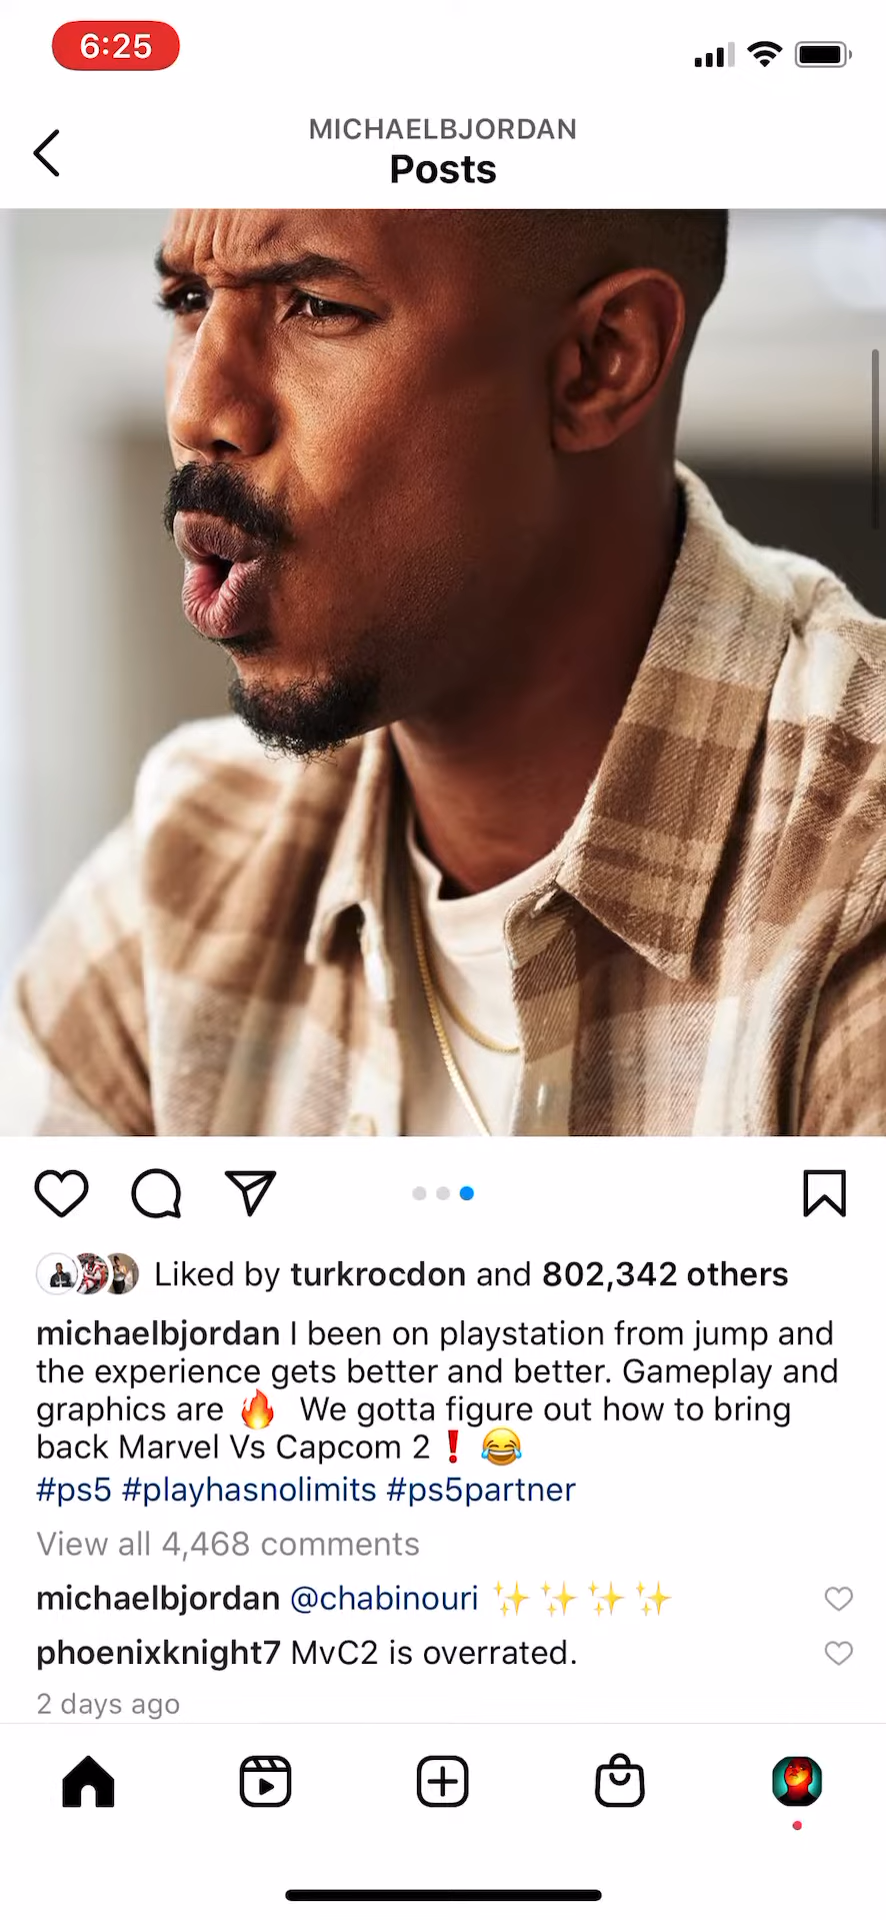 6:25
MICHAELBJORDAN
Posts
Liked by turkrocdon and 802,342 others
michaelbjordan I been on playstation from jump and
the experience gets better and better. Gameplay and
graphics are 🔥 We gotta figure out how to bring
back Marvel Vs Capcom 2❗😂
#ps5 #playhasnolimits #ps5partner
View all 4,468 comments
michaelbjordan @chabinouri ✨✨✨✨
phoenixknight7 MvC2 is overrated.
2 days ago